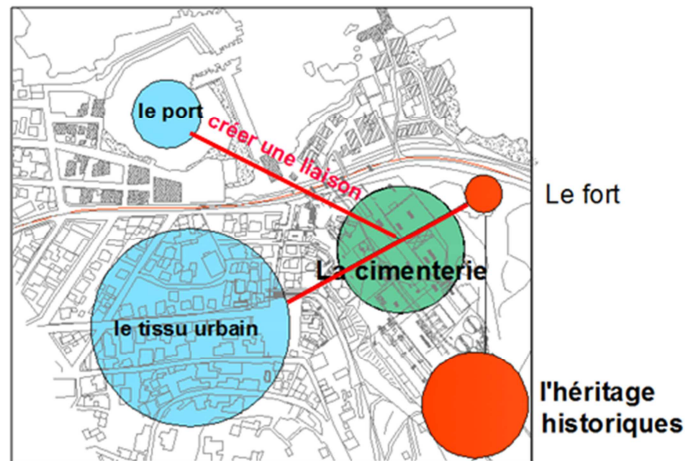 le port
créer une liaison
Le fort
La cimenterie
le tissu urbain
l'héritage
historiques